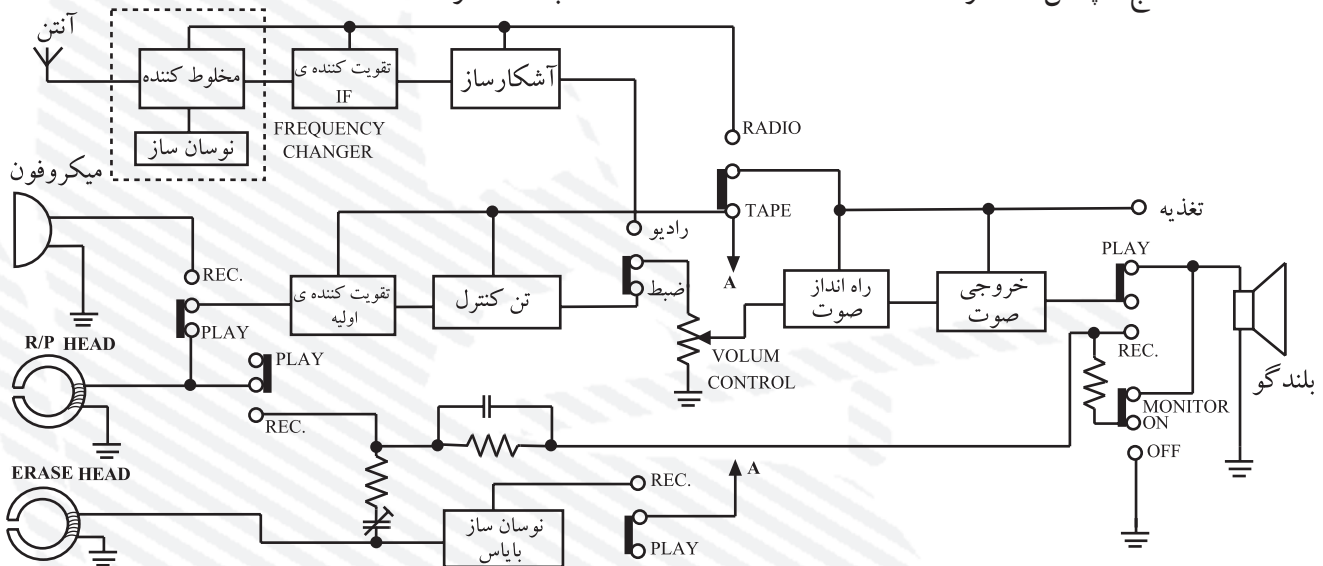 آنتن
مخلوط کننده
تقویت کننده ی
IF
آشکارساز
نوسان ساز
FREQUENCY
CHANGER
RADIO
میکروفون
TAPE
رادیو
تغذیه
PLAY
REC.
تقویت کننده ی
اولیه
تن کنترل
ضبط
A
راه انداز
صوت
خروجی
صوت
PLAY
R/P HEAD
PLAY
VOLUM
CONTROL
REC.
بلندگو
REC.
MONITOR
ON
OFF
ERASE HEAD
REC.
A
نوسان ساز
بایاس
PLAY